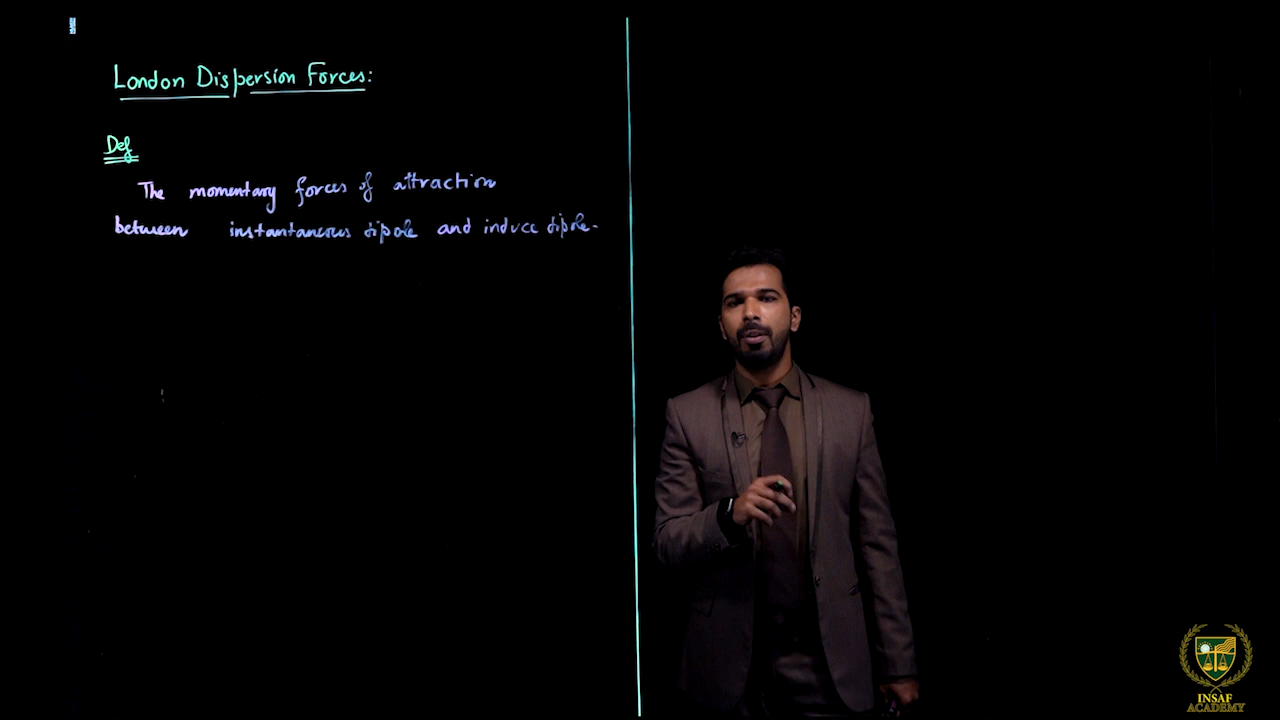 London Dispersion Forces:
Def
The momentary forces of attraction
between instantaneous dipole and induce dipole.
INSAF
ACADEMY